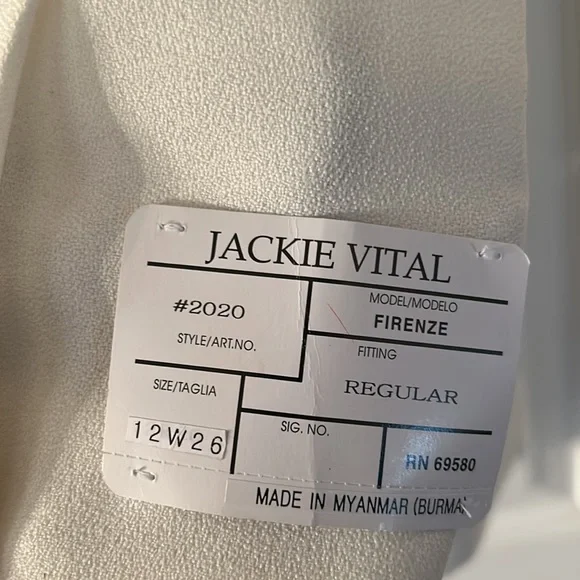 JACKIE VITAL
#2020
STYLE/ART.NO.
MODEL/MODELO
FIRENZE
FITTING
REGULAR
SIZE/TAGLIA
12W26
SIG. NO.
RN 69580
MADE IN MYANMAR (BURMA)